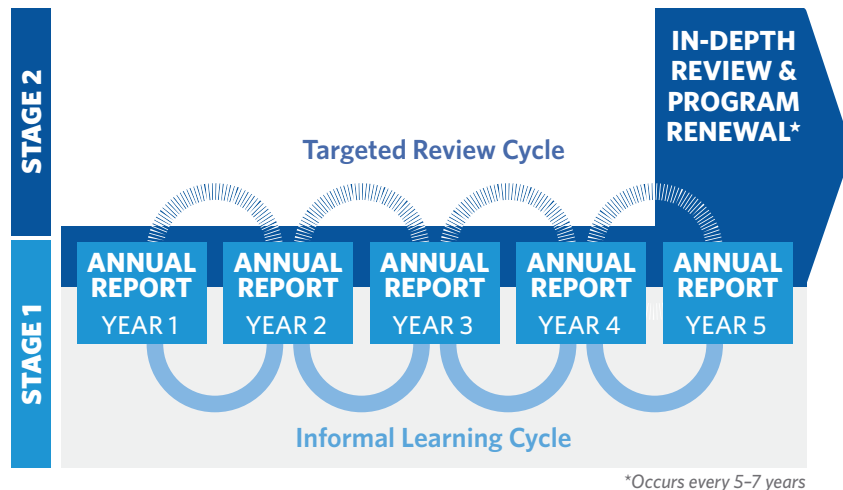 STAGE 2
IN-DEPTH
REVIEW &
PROGRAM
RENEWAL*
Targeted Review Cycle
STAGE 1
ANNUAL
REPORT
YEAR 1
ANNUAL
REPORT
YEAR 2
ANNUAL
REPORT
YEAR 3
ANNUAL
REPORT
YEAR 4
ANNUAL
REPORT
YEAR 5
Informal Learning Cycle
*Occurs every 5–7 years